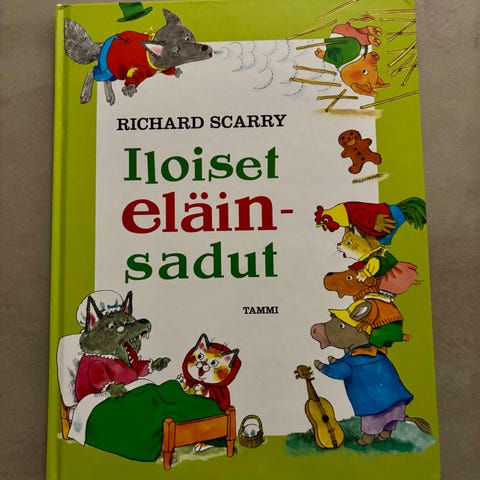 RICHARD SCARRY
Iloiset
eläin-
sadut
TAMMI